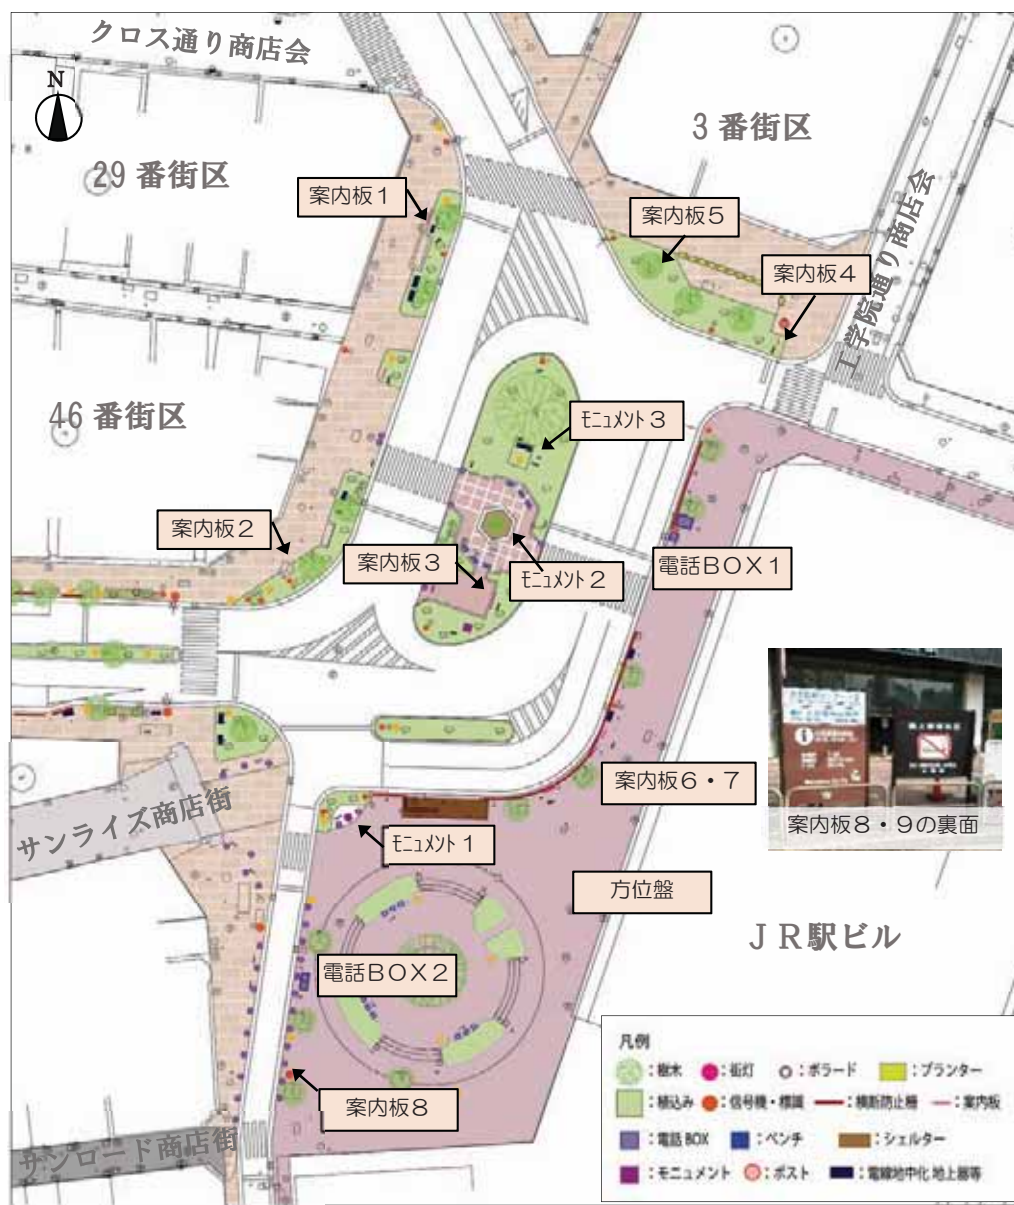 クロス通り商店会
N
3番街区
29番街区
案内板1
案内板5
工学院通り商店会
案内板4
46番街区
モニュメント3
案内板2
案内板3
モニュメント2
電話BOX1
案内板6・7
案内板8・9の裏面
サンライズ商店街
モニュメント1
方位盤
JR駅ビル
電話BOX2
案内板8
サンロード商店街
凡例
:樹木 :街灯 :ボラード :プランター
:植込み :信号機・標識 :横断防止柵 :案内板
:電話BOX :ベンチ :シェルター
:モニュメント :ポスト :電線地中化 地上器等